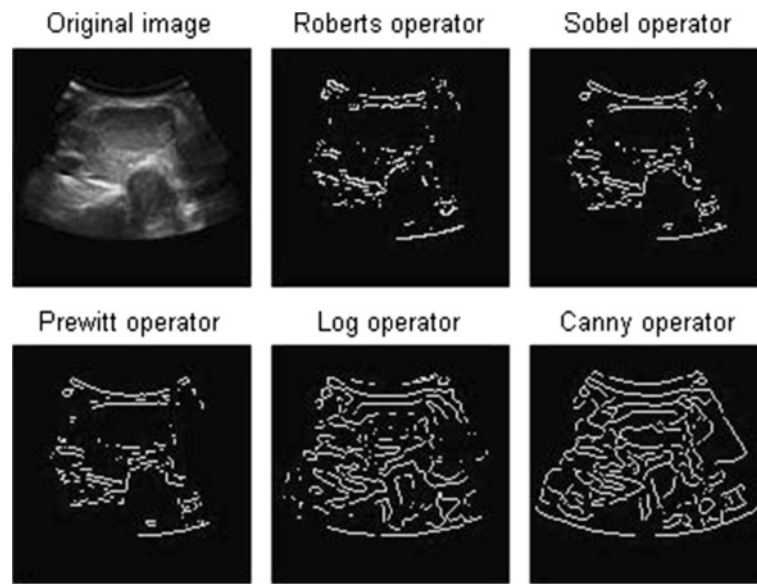 Original image
Roberts operator
Sobel operator
Prewitt operator
Log operator
Canny operator